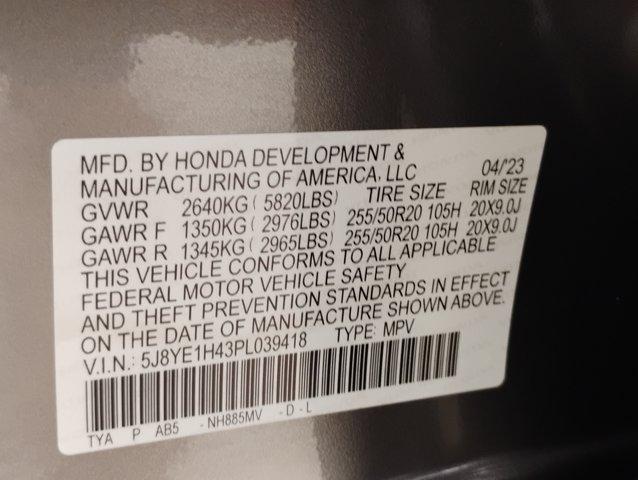 MFD. BY HONDA DEVELOPMENT &
MANUFACTURING OF AMERICA, LLC 04/23
GVWR 2640KG ( 5820LBS) TIRE SIZE RIM SIZE
GAWR F 1350KG ( 2976LBS) 255/50R20 105H 20X9.0J
GAWR R 1345KG ( 2965LBS) 255/50R20 105H 20X9.0J
THIS VEHICLE CONFORMS TO ALL APPLICABLE
FEDERAL MOTOR VEHICLE SAFETY
AND THEFT PREVENTION STANDARDS IN EFFECT
ON THE DATE OF MANUFACTURE SHOWN ABOVE.
V.I.N.: 5J8YE1H43PL039418 TYPE: MPV
TYA P AB5 - NH885MV - D - L